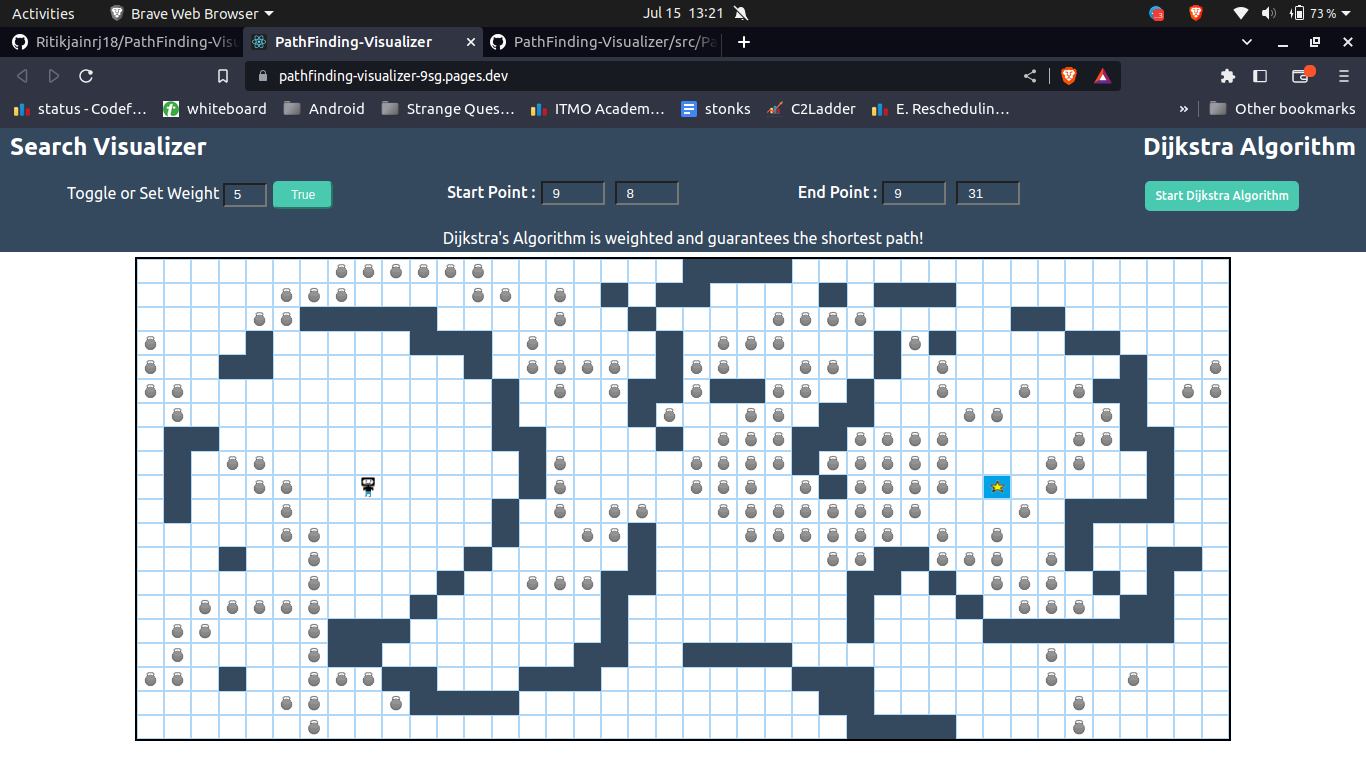 Activities Brave Web Browser Jul 15 13:21 73 %
Ritikjainrj18/PathFinding-Visu PathFinding-Visualizer PathFinding-Visualizer/src/Pa
pathfinding-visualizer-9sg.pages.dev
status - Codef… whiteboard Android Strange Ques… ITMO Academ… stonks C2Ladder E. Reschedulin… » Other bookmarks
Search Visualizer Dijkstra Algorithm
Toggle or Set Weight 5 True Start Point : 9 8 End Point : 9 31 Start Dijkstra Algorithm
Dijkstra's Algorithm is weighted and guarantees the shortest path!